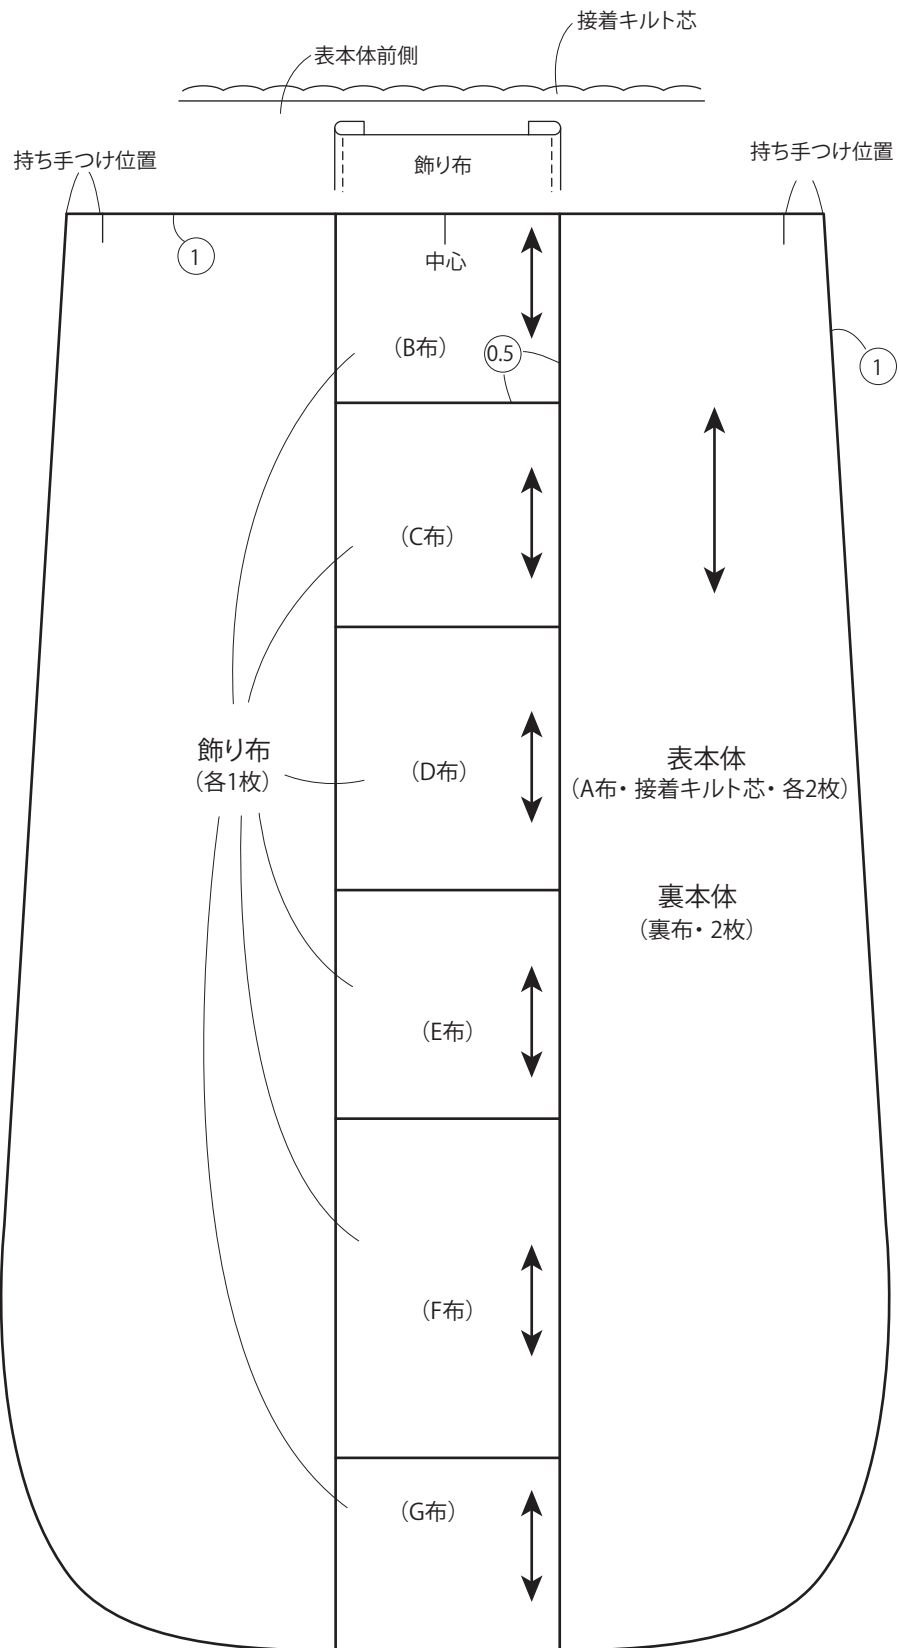 接着キルト芯
表本体前側
飾り布
持ち手つけ位置
持ち手つけ位置
1
中心
(B布)
0.5
1
(C布)
飾り布
(各1枚)
(D布)
表本体
(A布・接着キルト芯・各2枚)
裏本体
(裏布・2枚)
(E布)
(F布)
(G布)